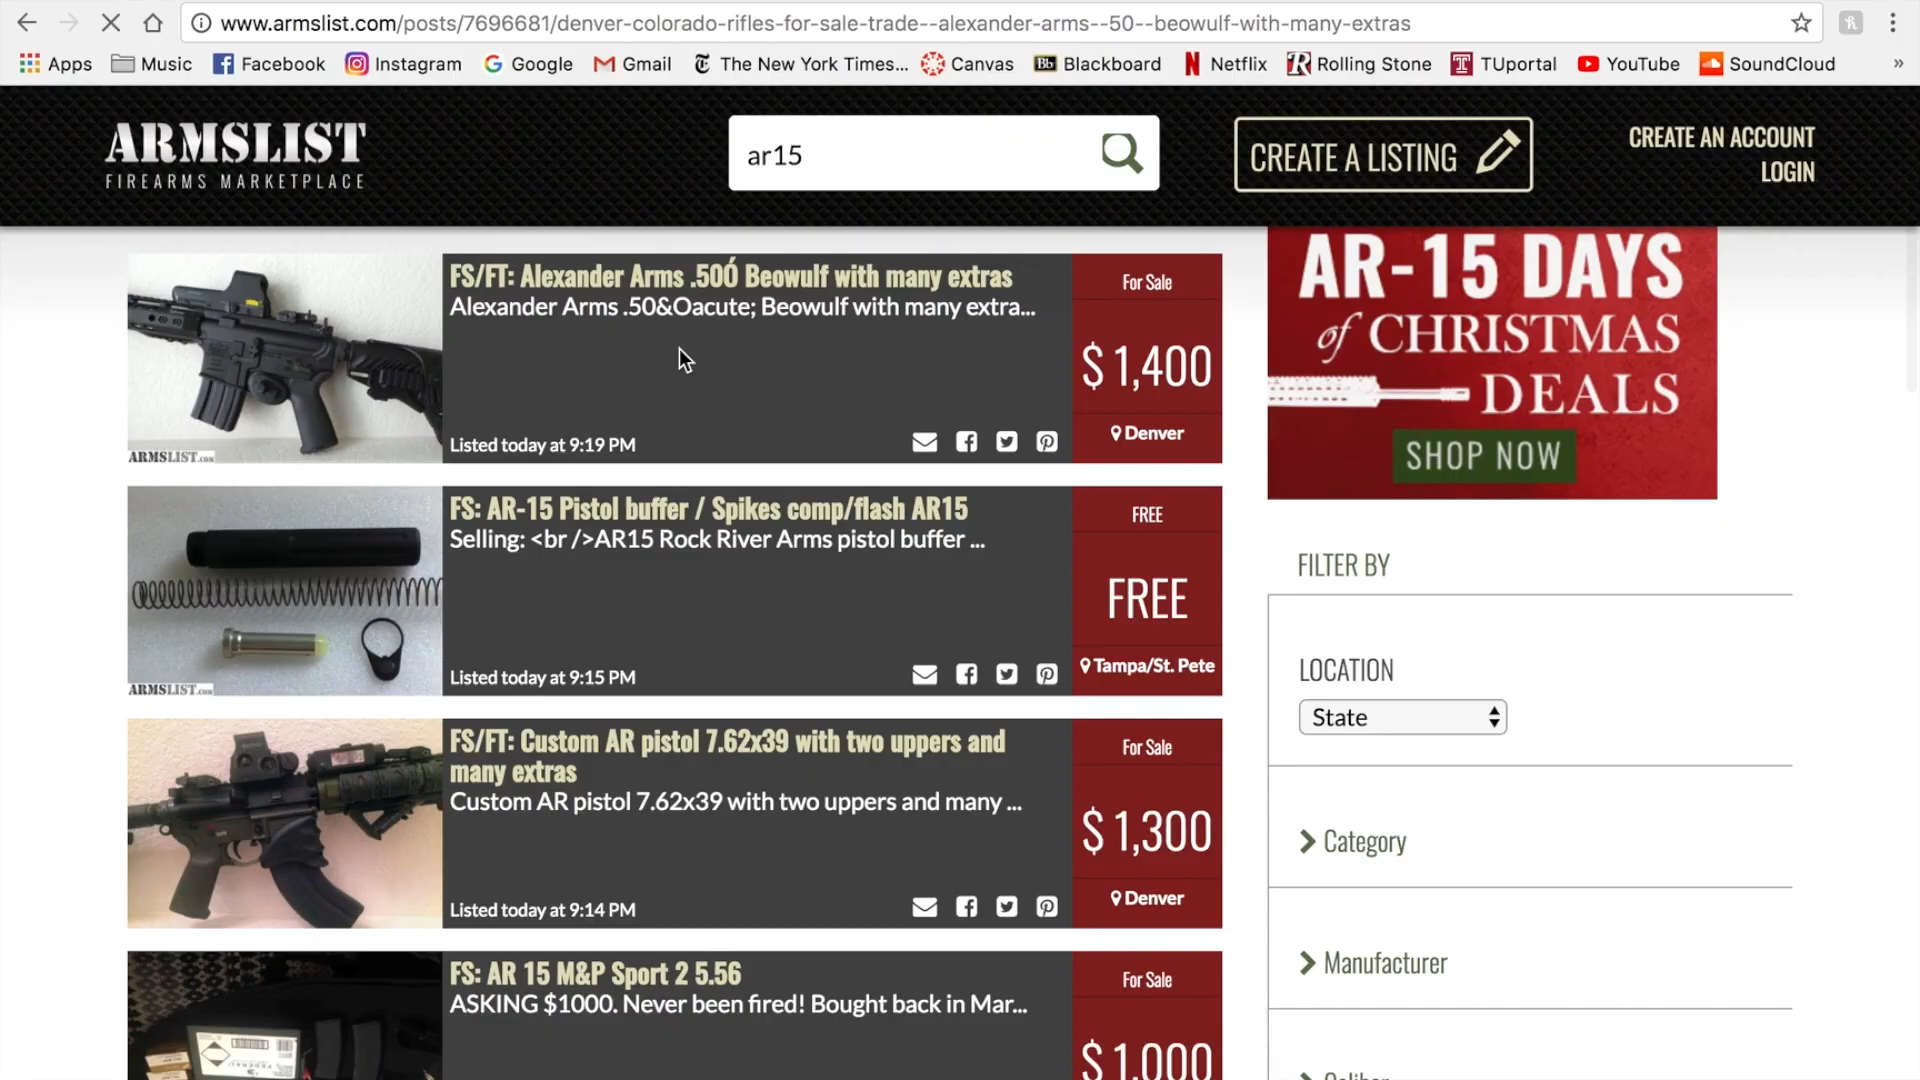 www.armslist.com/posts/7696681/denver-colorado-rifles-for-sale-trade--alexander-arms--50--beowulf-with-many-extras
Apps Music Facebook Instagram Google Gmail The New York Times... Canvas Blackboard Netflix Rolling Stone TUportal YouTube SoundCloud »
ARMSLIST
FIREARMS MARKETPLACE
ar15
CREATE A LISTING
CREATE AN ACCOUNT
LOGIN
FS/FT: Alexander Arms .50Ó Beowulf with many extras
Alexander Arms .50&Oacute; Beowulf with many extra...
Listed today at 9:19 PM
For Sale
$ 1,400
Denver
ARMSLIST.com
FS: AR-15 Pistol buffer / Spikes comp/flash AR15
Selling: <br />AR15 Rock River Arms pistol buffer ...
Listed today at 9:15 PM
FREE
FREE
Tampa/St. Pete
ARMSLIST.com
FS/FT: Custom AR pistol 7.62x39 with two uppers and
many extras
Custom AR pistol 7.62x39 with two uppers and many ...
Listed today at 9:14 PM
For Sale
$ 1,300
Denver
FS: AR 15 M&P Sport 2 5.56
ASKING $1000. Never been fired! Bought back in Mar...
For Sale
$ 1,000
AR-15 DAYS
of CHRISTMAS
DEALS
SHOP NOW
FILTER BY
LOCATION
State
Category
Manufacturer
Caliber